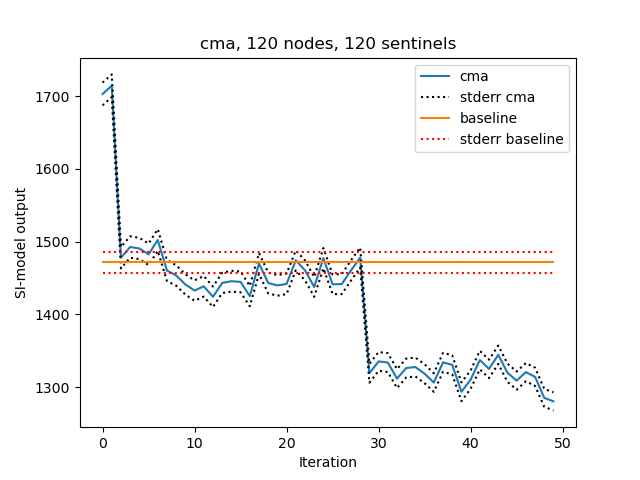 cma, 120 nodes, 120 sentinels
cma
stderr cma
baseline
stderr baseline
SI-model output
1700
1600
1500
1400
1300
0 10 20 30 40 50
Iteration